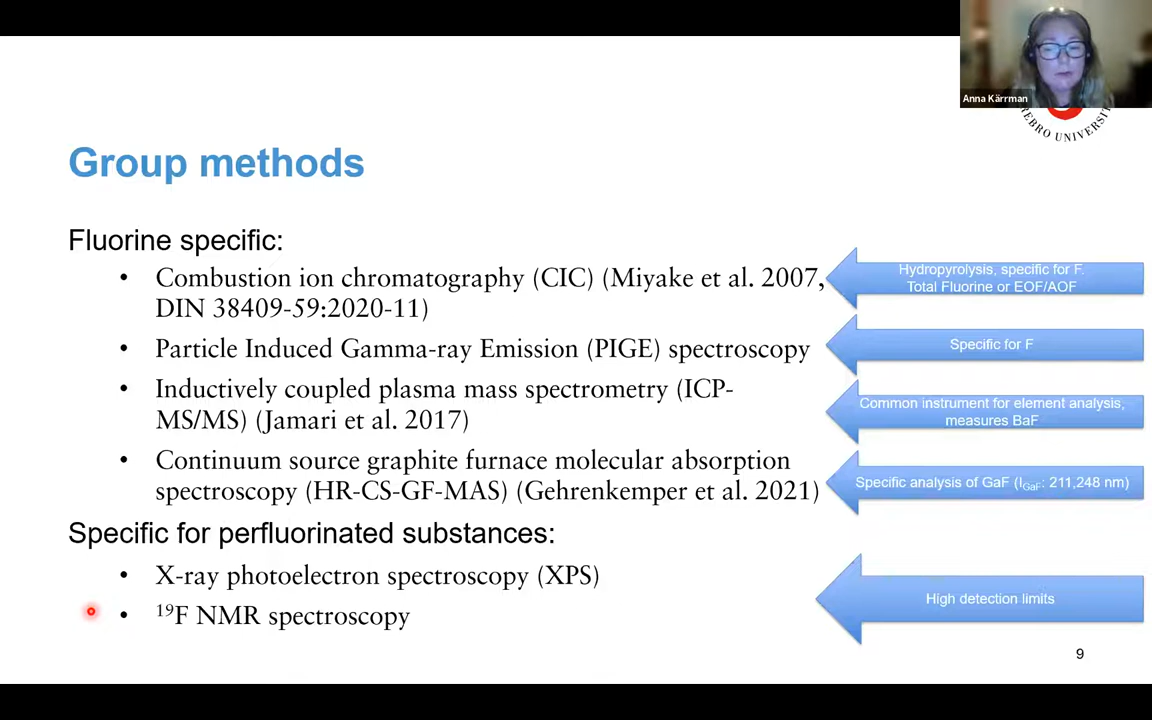 Anna Kärrman
REBRO UNIVERSIT
Group methods
Fluorine specific:
• Combustion ion chromatography (CIC) (Miyake et al. 2007,
DIN 38409-59:2020-11)
Hydropyrolysis, specific for F.
Total Fluorine or EOF/AOF
• Particle Induced Gamma-ray Emission (PIGE) spectroscopy
Specific for F
• Inductively coupled plasma mass spectrometry (ICP-
MS/MS) (Jamari et al. 2017)
Common instrument for element analysis,
measures BaF
• Continuum source graphite furnace molecular absorption
spectroscopy (HR-CS-GF-MAS) (Gehrenkemper et al. 2021)
Specific analysis of GaF (I_GaF: 211,248 nm)
Specific for perfluorinated substances:
• X-ray photoelectron spectroscopy (XPS)
• ¹⁹F NMR spectroscopy
High detection limits
9